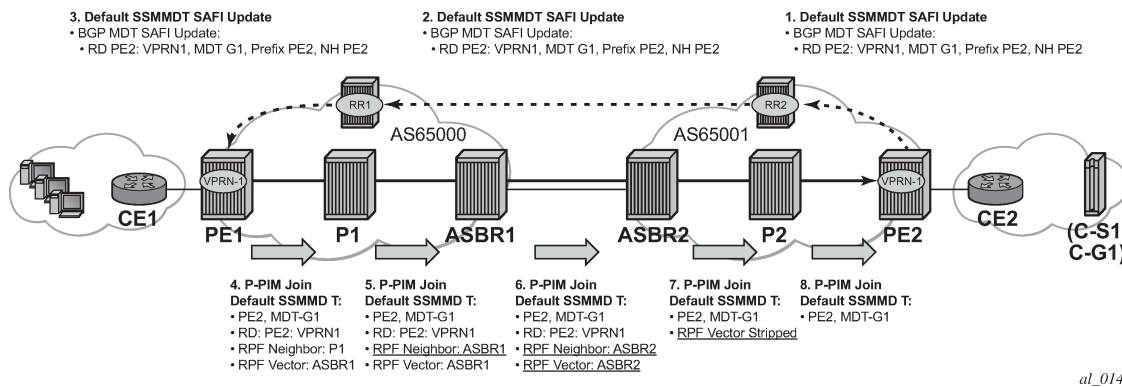 3. Default SSMMDT SAFI Update
• BGP MDT SAFI Update:
• RD PE2: VPRN1, MDT G1, Prefix PE2, NH PE2
2. Default SSMMDT SAFI Update
• BGP MDT SAFI Update:
• RD PE2: VPRN1, MDT G1, Prefix PE2, NH PE2
1. Default SSMMDT SAFI Update
• BGP MDT SAFI Update:
• RD PE2: VPRN1, MDT G1, Prefix PE2, NH PE2
RR1
RR2
AS65000
AS65001
VPRN-1
VPRN-1
CE1
PE1
P1
ASBR1
ASBR2
P2
PE2
CE2
(C-S1
C-G1)
4. P-PIM Join
Default SSMMD T:
• PE2, MDT-G1
• RD: PE2: VPRN1
• RPF Neighbor: P1
• RPF Vector: ASBR1
5. P-PIM Join
Default SSMMD T:
• PE2, MDT-G1
• RD: PE2: VPRN1
• RPF Neighbor: ASBR1
• RPF Vector: ASBR1
6. P-PIM Join
Default SSMMD T:
• PE2, MDT-G1
• RD: PE2: VPRN1
• RPF Neighbor: ASBR2
• RPF Vector: ASBR2
7. P-PIM Join
Default SSMMD T:
• PE2, MDT-G1
• RPF Vector Stripped
8. P-PIM Join
Default SSMMD T:
• PE2, MDT-G1
al_014